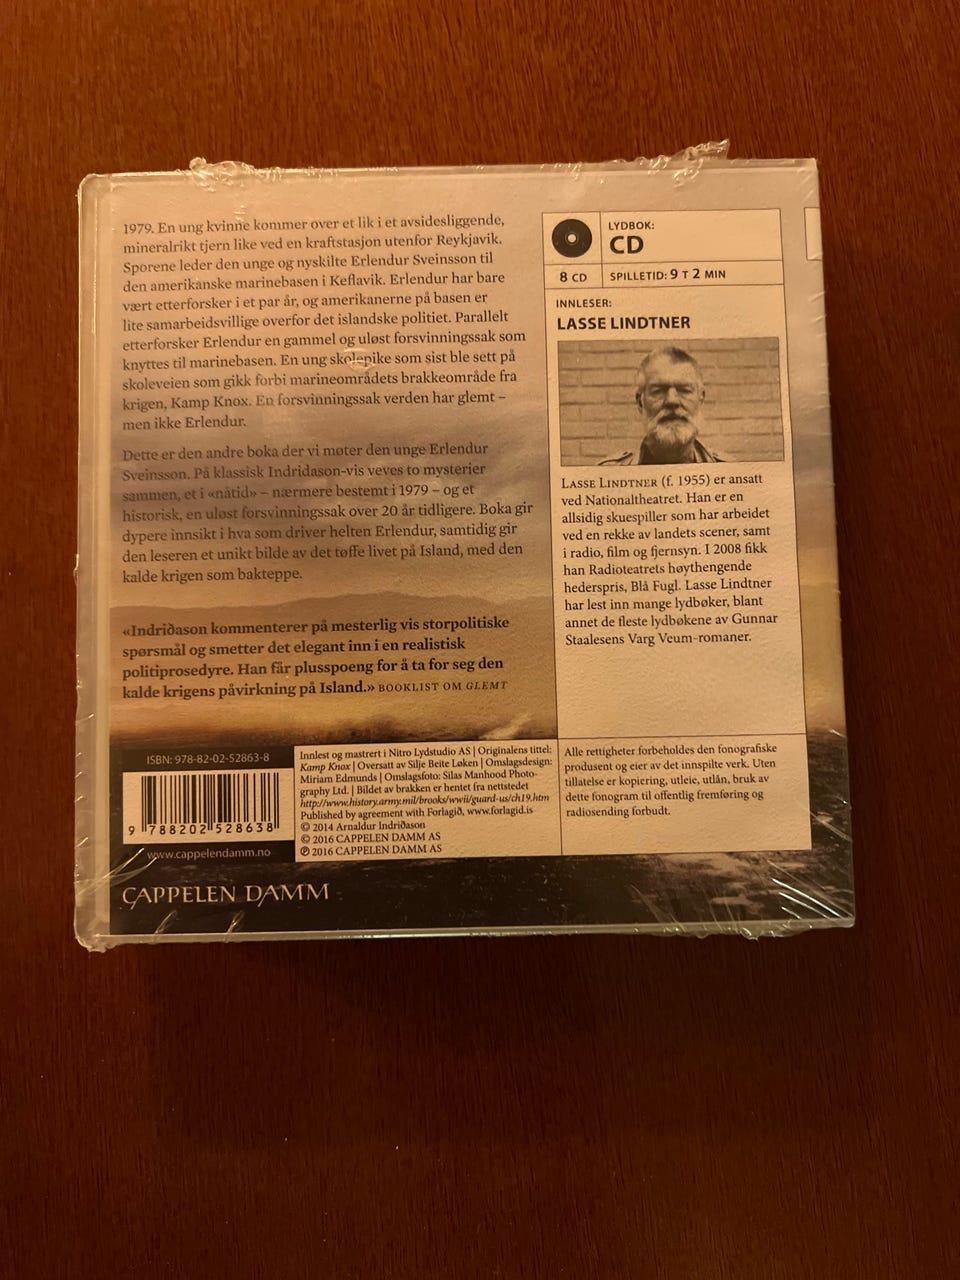 1979. En ung kvinne kommer over et lik i et avsidesliggende,
mineralrikt tjern like ved en kraftstasjon utenfor Reykjavik.
Sporene leder den unge og nyskilte Erlendur Sveinsson til
den amerikanske marinebasen i Keflavik. Erlendur har bare
vært etterforsker i et par år, og amerikanerne på basen er
lite samarbeidsvillige overfor det islandske politiet. Parallelt
etterforsker Erlendur en gammel og uløst forsvinningssak som
knyttes til marinebasen. En ung skolepike som sist ble sett på
skoleveien som gikk forbi marineområdets brakkeområde fra
krigen, Kamp Knox. En forsvinningssak verden har glemt –
men ikke Erlendur.
Dette er den andre boka der vi møter den unge Erlendur
Sveinsson. På klassisk Indridason-vis veves to mysterier
sammen, et i «nåtid» – nærmere bestemt i 1979 – og et
historisk, en uløst forsvinningssak over 20 år tidligere. Boka gir
dypere innsikt i hva som driver helten Erlendur, samtidig gir
den leseren et unikt bilde av det tøffe livet på Island, med den
kalde krigen som bakteppe.
«Indriðason kommenterer på mesterlig vis storpolitiske
spørsmål og smetter det elegant inn i en realistisk
politiprosedyre. Han får plusspoeng for å ta for seg den
kalde krigens påvirkning på Island.» BOOKLIST OM GLEMT
LYDBOK:
CD
8 CD
SPILLETID: 9 T 2 MIN
INNLESER:
LASSE LINDTNER
LASSE LINDTNER (f. 1955) er ansatt
ved Nationaltheatret. Han er en
allsidig skuespiller som har arbeidet
ved en rekke av landets scener, samt
i radio, film og fjernsyn. I 2008 fikk
han Radioteatrets høythengende
hederspris, Blå Fugl. Lasse Lindtner
har lest inn mange lydbøker, blant
annet de fleste lydbøkene av Gunnar
Staalesens Varg Veum-romaner.
ISBN: 978-82-02-52863-8
9 788202 528638
www.cappelendamm.no
CAPPELEN DAMM
Innlest og mastrert i Nitro Lydstudio AS | Originalens tittel:
Kamp Knox | Oversatt av Silje Beite Løken | Omslagsdesign:
Miriam Edmunds | Omslagsfoto: Silas Manhood Photo-
graphy Ltd. | Bildet av brakken er hentet fra nettstedet
http://www.history.army.mil/brooks/wwii/guard-us/ch19.htm
Published by agreement with Forlagið, www.forlagid.is
© 2014 Arnaldur Indriðason
© 2016 CAPPELEN DAMM AS
℗ 2016 CAPPELEN DAMM AS
Alle rettigheter forbeholdes den fonografiske
produsent og eier av det innspilte verk. Uten
tillatelse er kopiering, utleie, utlån, bruk av
dette fonogram til offentlig fremføring og
radiosending forbudt.